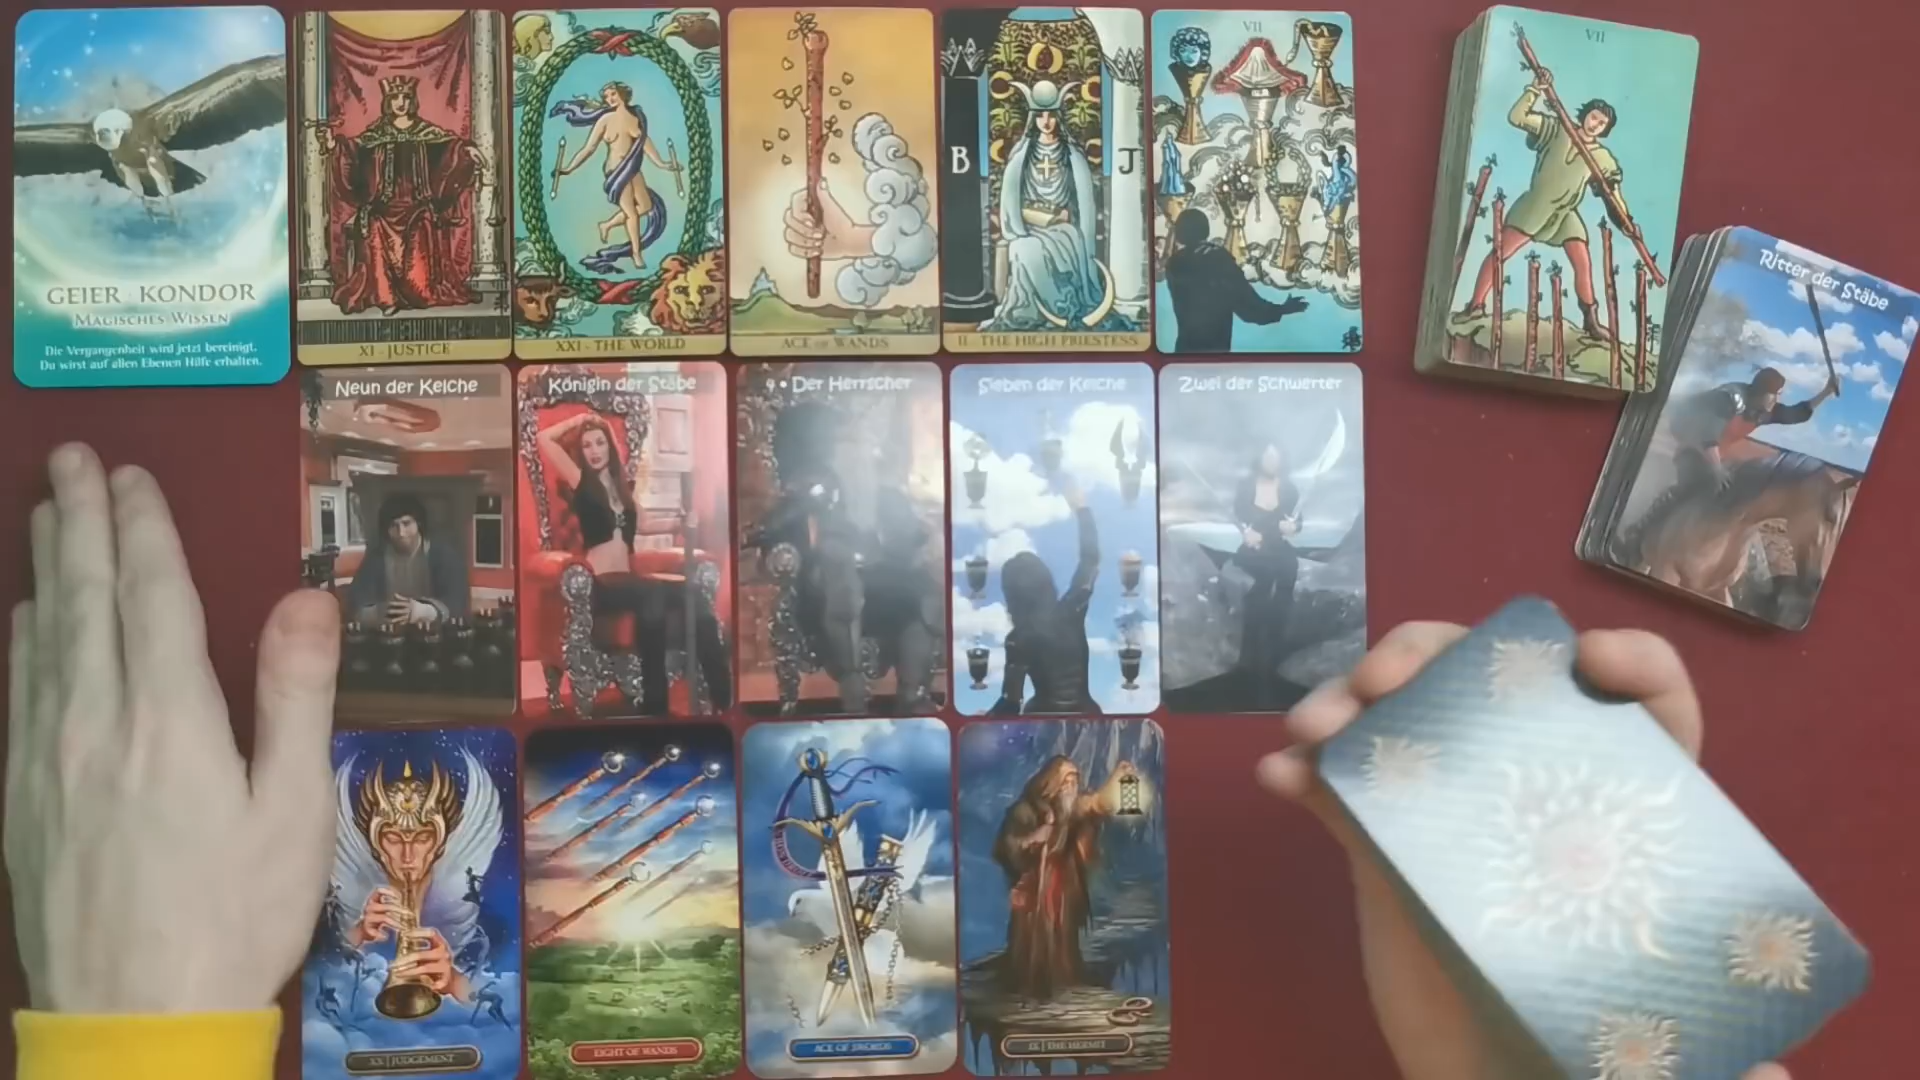 GEIER · KONDOR
MAGISCHES WISSEN
Die Vergangenheit wird jetzt bereinigt.
Du wirst auf allen Ebenen Hilfe erhalten.
XI - JUSTICE
XXI - THE WORLD
ACE OF WANDS
B
J
II - THE HIGH PRIESTESS
VII
VII
Ritter der Stäbe
Neun der Kelche
Königin der Stäbe
4 • Der Herrscher
Sieben der Kelche
Zwei der Schwerter
XX | JUDGEMENT
EIGHT OF WANDS
ACE OF SWORDS
IX | THE HERMIT